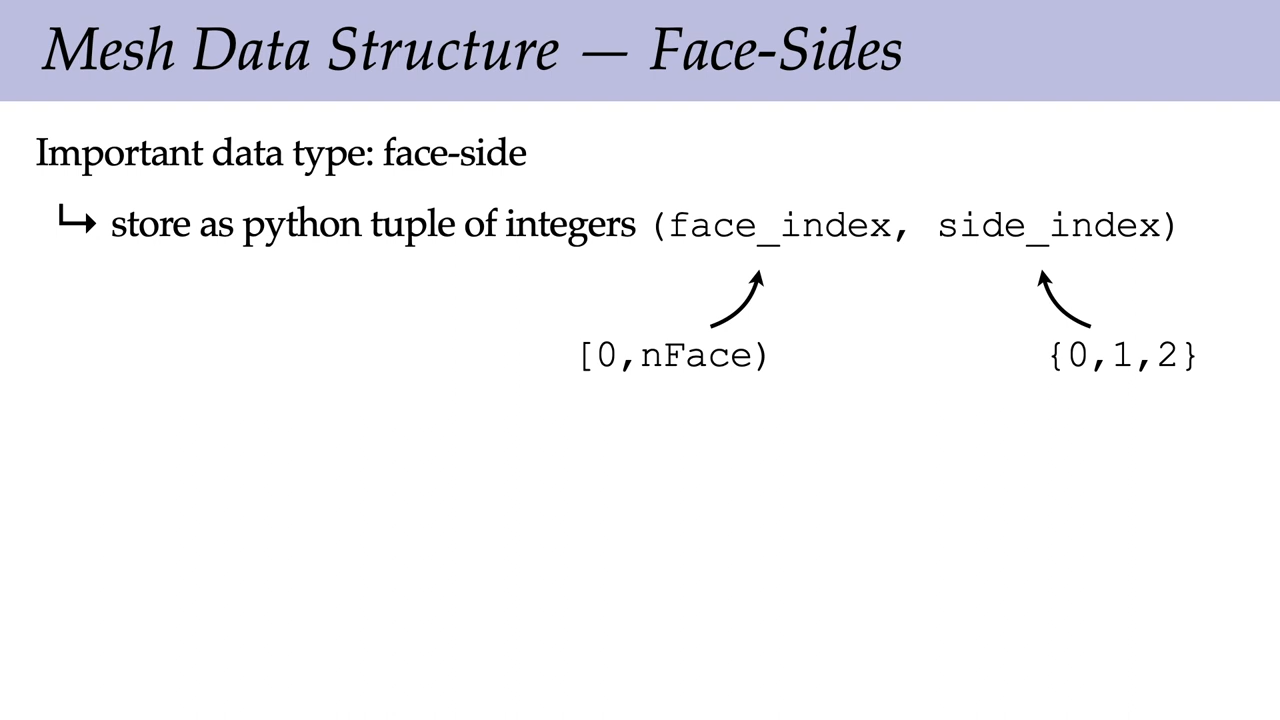 Mesh Data Structure — Face-Sides
Important data type: face-side
↳ store as python tuple of integers (face_index, side_index)
[0,nFace) {0,1,2}